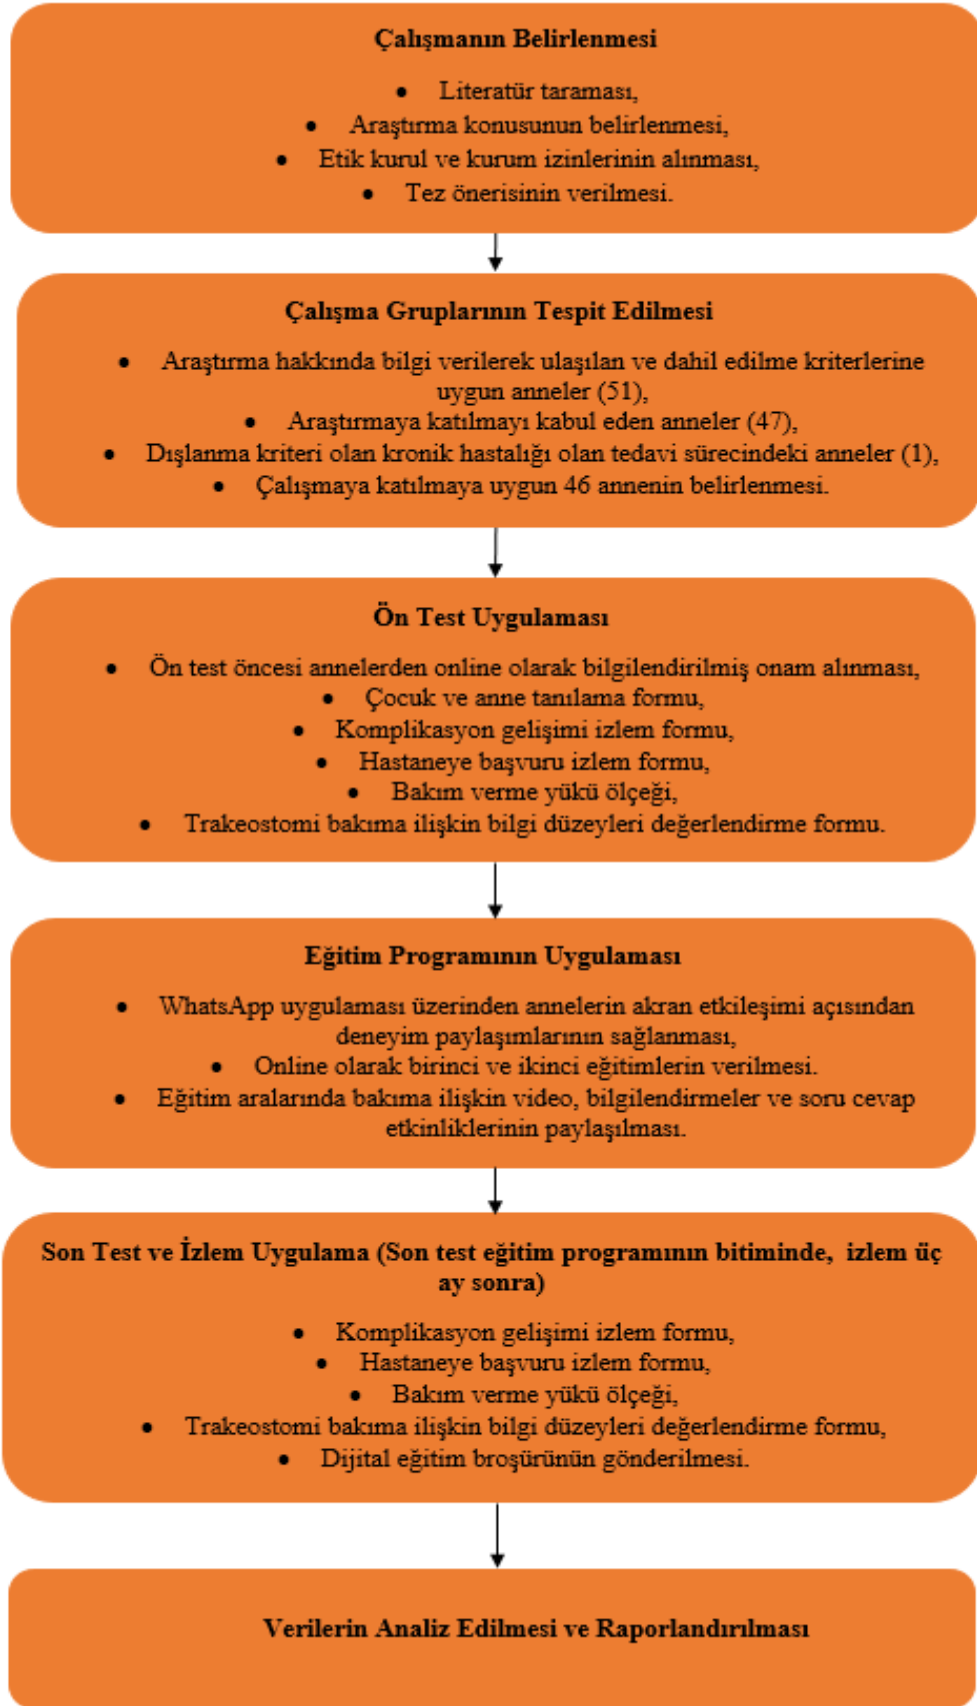 Çalışmanın Belirlenmesi
• Literatür taraması,
• Araştırma konusunun belirlenmesi,
• Etik kurul ve kurum izinlerinin alınması,
• Tez önerisinin verilmesi.
Çalışma Gruplarının Tespit Edilmesi
• Araştırma hakkında bilgi verilerek ulaşılan ve dahil edilme kriterlerine
uygun anneler (51),
• Araştırmaya katılmayı kabul eden anneler (47),
• Dışlanma kriteri olan kronik hastalığı olan tedavi sürecindeki anneler (1),
• Çalışmaya katılmaya uygun 46 annenin belirlenmesi.
Ön Test Uygulaması
• Ön test öncesi annelerden online olarak bilgilendirilmiş onam alınması,
• Çocuk ve anne tanılama formu,
• Komplikasyon gelişimi izlem formu,
• Hastaneye başvuru izlem formu,
• Bakım verme yükü ölçeği,
• Trakeostomi bakıma ilişkin bilgi düzeyleri değerlendirme formu.
Eğitim Programının Uygulaması
• WhatsApp uygulaması üzerinden annelerin akran etkileşimi açısından
deneyim paylaşımlarının sağlanması,
• Online olarak birinci ve ikinci eğitimlerin verilmesi.
• Eğitim aralarında bakıma ilişkin video, bilgilendirmeler ve soru cevap
etkinliklerinin paylaşılması.
Son Test ve İzlem Uygulama (Son test eğitim programının bitiminde, izlem üç
ay sonra)
• Komplikasyon gelişimi izlem formu,
• Hastaneye başvuru izlem formu,
• Bakım verme yükü ölçeği,
• Trakeostomi bakıma ilişkin bilgi düzeyleri değerlendirme formu,
• Dijital eğitim broşürünün gönderilmesi.
Verilerin Analiz Edilmesi ve Raporlandırılması